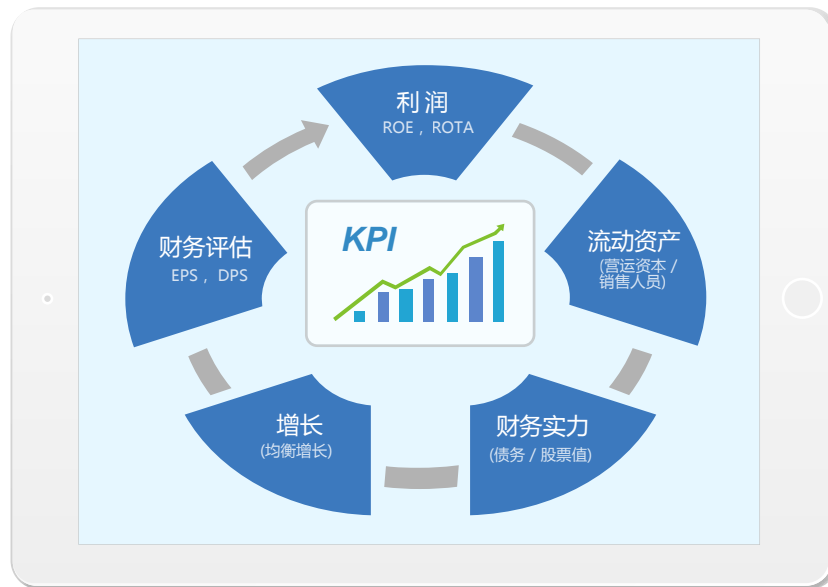 利润
ROE , ROTA
流动资产
(营运资本 /
销售人员)
财务实力
(债务 / 股票值)
增长
(均衡增长)
财务评估
EPS , DPS
KPI